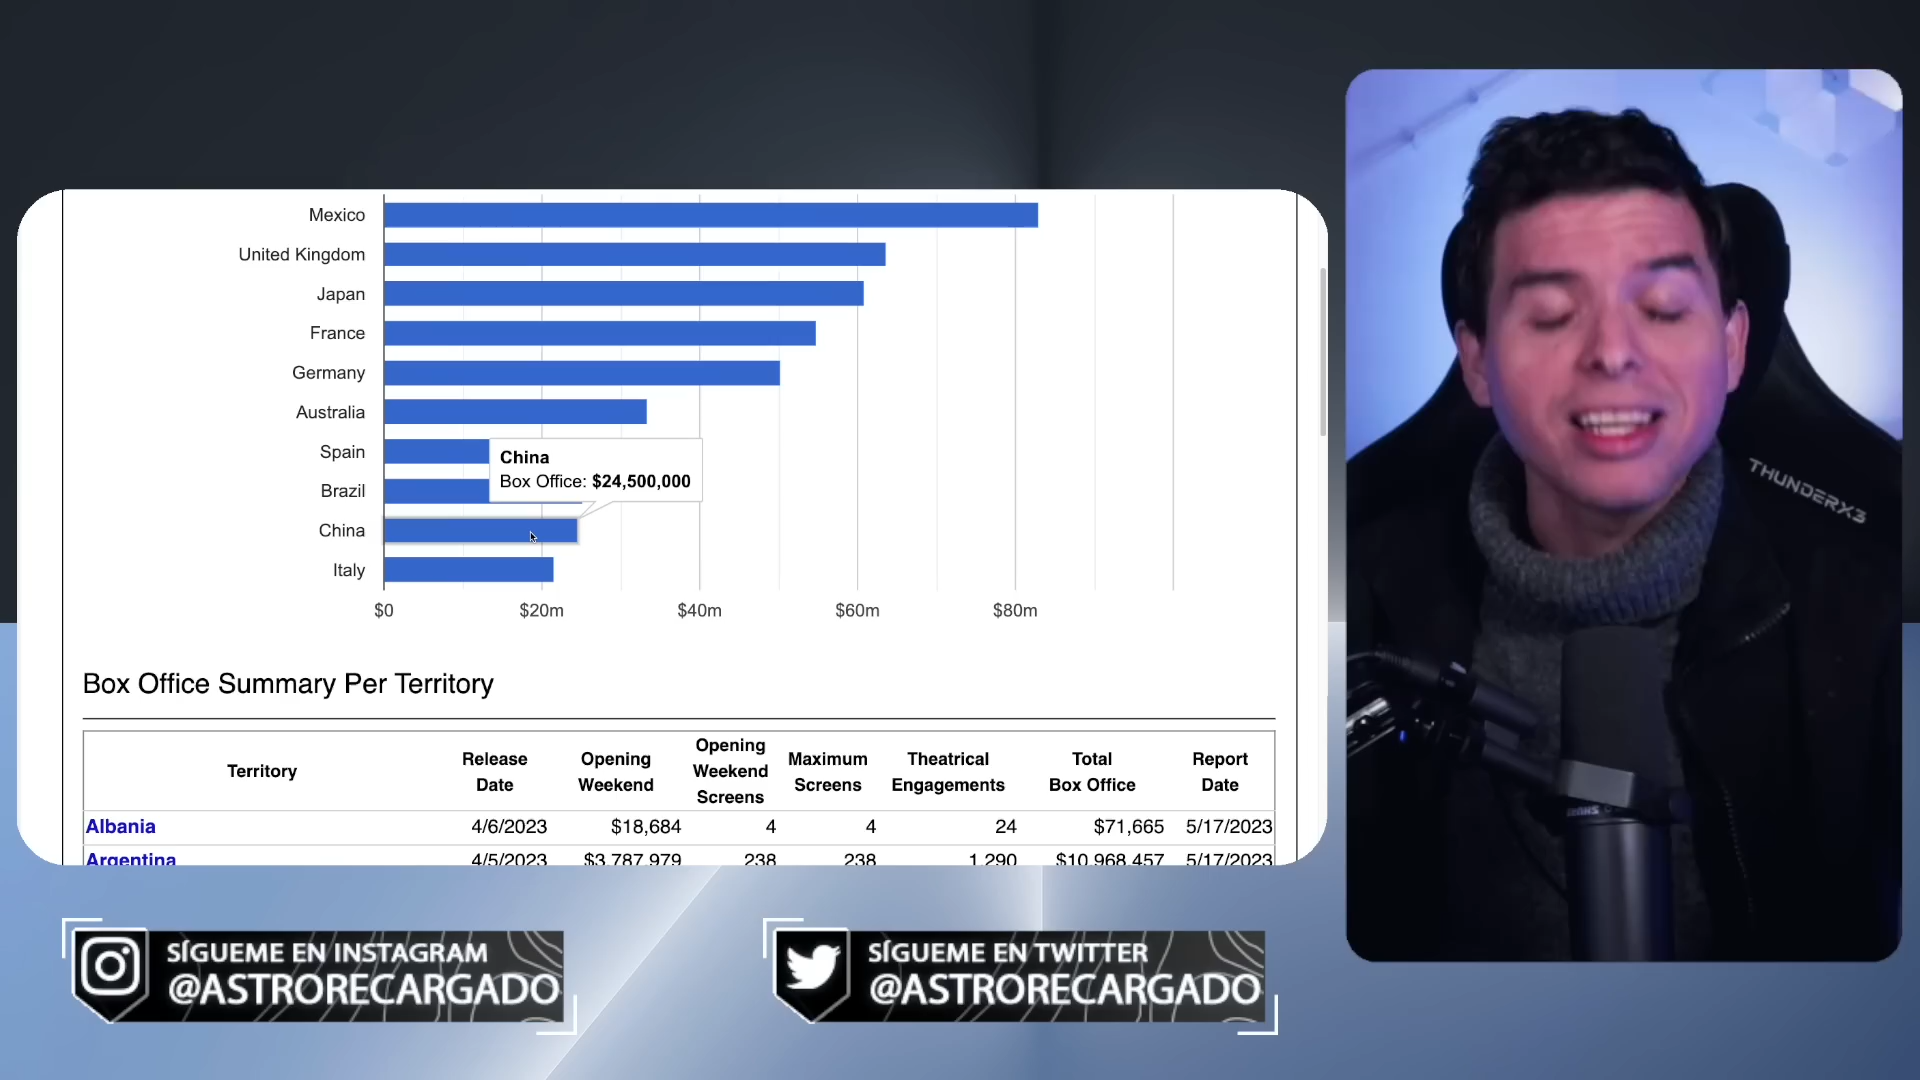 Mexico
United Kingdom
Japan
France
Germany
Australia
Spain
Brazil
China
Italy
China
Box Office: $24,500,000
$0 $20m $40m $60m $80m
Box Office Summary Per Territory
Territory
Release
Date
Opening
Weekend
Opening
Weekend
Screens
Maximum
Screens
Theatrical
Engagements
Total
Box Office
Report
Date
Albania 4/6/2023 $18,684 4 4 24 $71,665 5/17/2023
Argentina 4/5/2023 $3,787,979 238 238 1,290 $10,968,457 5/17/2023
THUNDERX3
SÍGUEME EN INSTAGRAM
@ASTRORECARGADO
SÍGUEME EN TWITTER
@ASTRORECARGADO